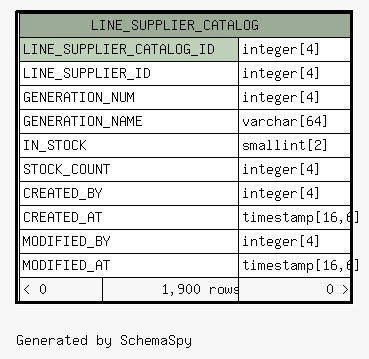 LINE_SUPPLIER_CATALOG
LINE_SUPPLIER_CATALOG_ID integer[4]
LINE_SUPPLIER_ID integer[4]
GENERATION_NUM integer[4]
GENERATION_NAME varchar[64]
IN_STOCK smallint[2]
STOCK_COUNT integer[4]
CREATED_BY integer[4]
CREATED_AT timestamp[16,6]
MODIFIED_BY integer[4]
MODIFIED_AT timestamp[16,6]
< 0 1,900 rows 0 >
Generated by SchemaSpy